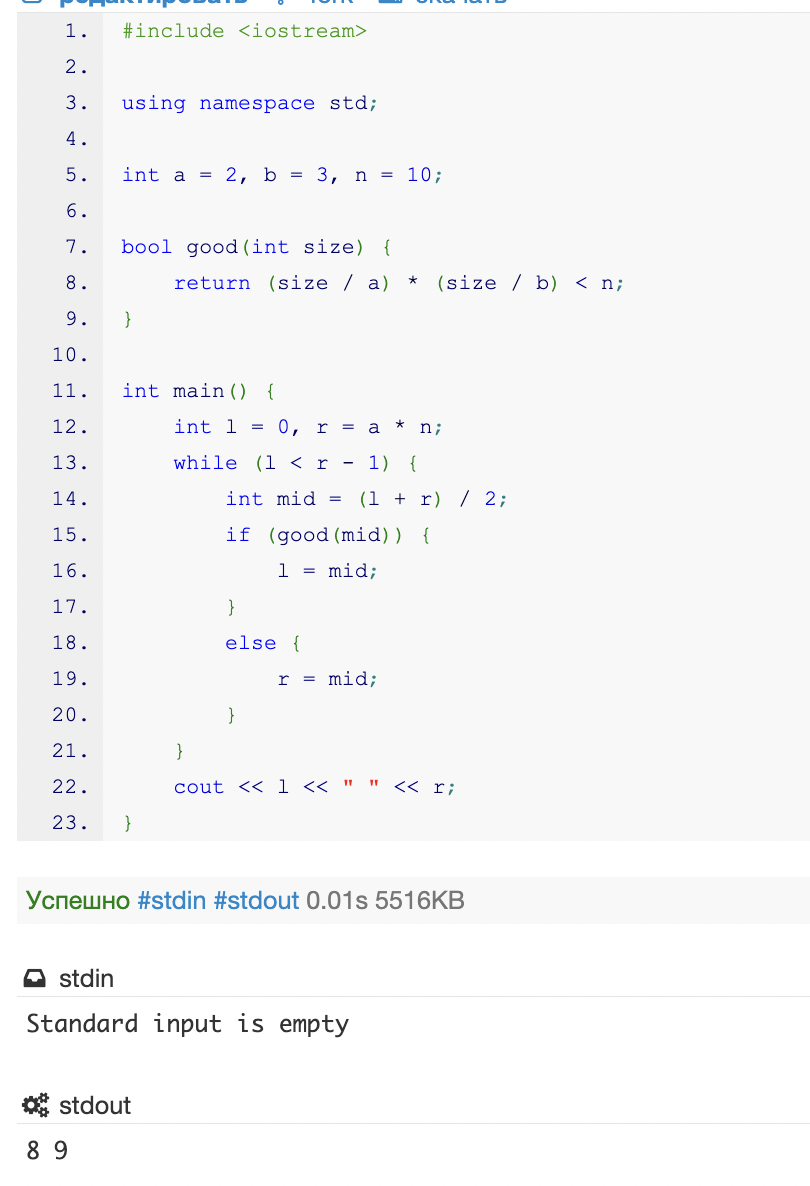 редактировать fork скачать
1. #include <iostream>
2.
3. using namespace std;
4.
5. int a = 2, b = 3, n = 10;
6.
7. bool good(int size) {
8. return (size / a) * (size / b) < n;
9. }
10.
11. int main() {
12. int l = 0, r = a * n;
13. while (l < r - 1) {
14. int mid = (l + r) / 2;
15. if (good(mid)) {
16. l = mid;
17. }
18. else {
19. r = mid;
20. }
21. }
22. cout << l << " " << r;
23. }
Успешно #stdin #stdout 0.01s 5516KB
stdin
Standard input is empty
stdout
8 9